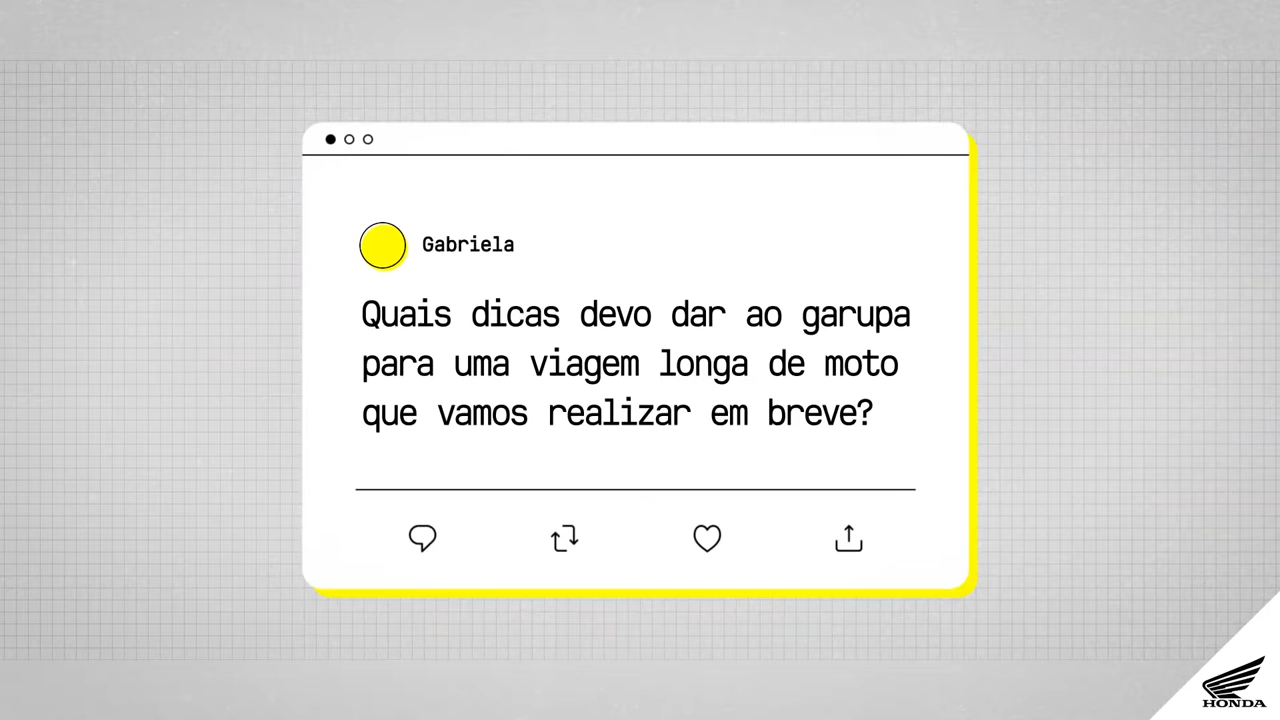 Gabriela
Quais dicas devo dar ao garupa
para uma viagem longa de moto
que vamos realizar em breve?
HONDA